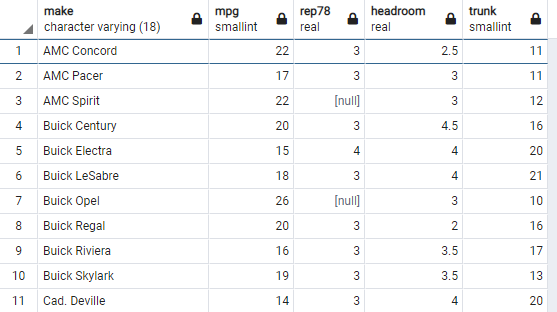 make mpg rep78 headroom trunk
character varying (18) smallint real real smallint
1 AMC Concord 22 3 2.5 11
2 AMC Pacer 17 3 3 11
3 AMC Spirit 22 [null] 3 12
4 Buick Century 20 3 4.5 16
5 Buick Electra 15 4 4 20
6 Buick LeSabre 18 3 4 21
7 Buick Opel 26 [null] 3 10
8 Buick Regal 20 3 2 16
9 Buick Riviera 16 3 3.5 17
10 Buick Skylark 19 3 3.5 13
11 Cad. Deville 14 3 4 20